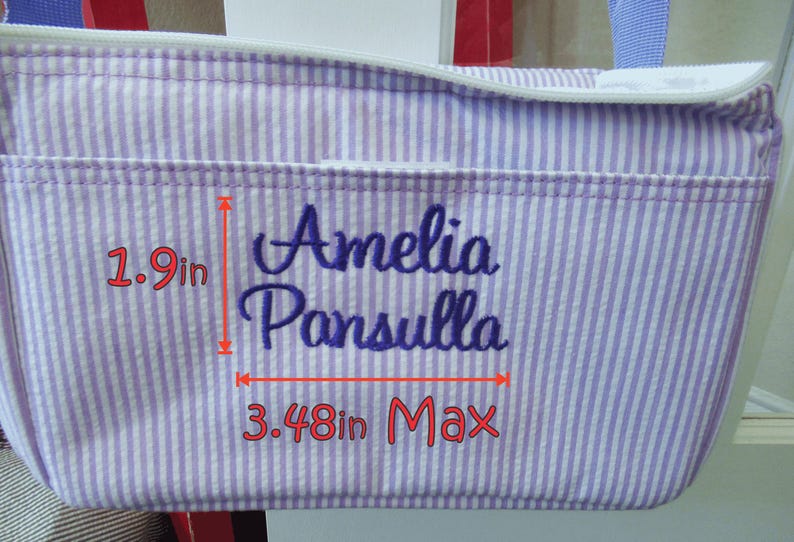 Amelia
1.9in
Pansulla
3.48in Max